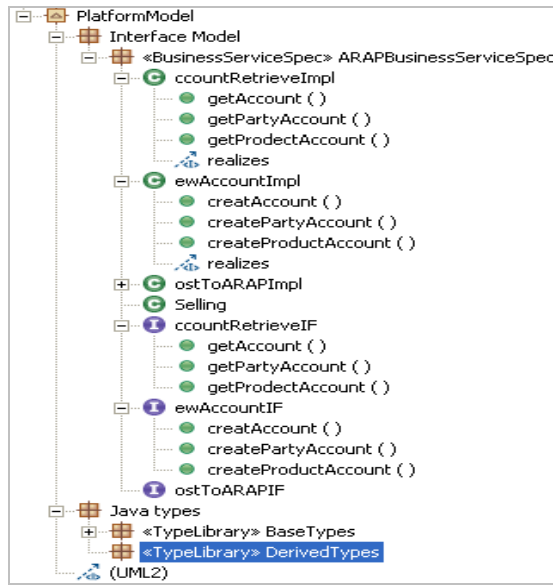 PlatformModel
Interface Model
«BusinessServiceSpec» ARAPBusinessServiceSpec
ccountRetrieveImpl
getAccount ( )
getPartyAccount ( )
getProdectAccount ( )
realizes
ewAccountImpl
creatAccount ( )
createPartyAccount ( )
createProductAccount ( )
realizes
ostToARAPImpl
Selling
ccountRetrieveIF
getAccount ( )
getPartyAccount ( )
getProdectAccount ( )
ewAccountIF
creatAccount ( )
createPartyAccount ( )
createProductAccount ( )
ostToARAPIF
Java types
«TypeLibrary» BaseTypes
«TypeLibrary» DerivedTypes
(UML2)